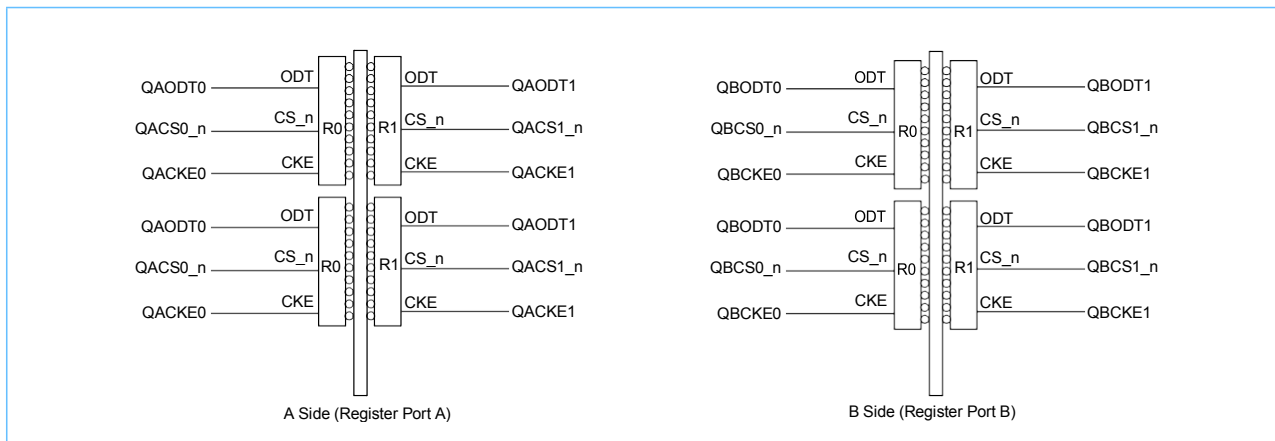 QAODT0 ODT ODT QAODT1
QACS0_n CS_n R0 R1 CS_n QACS1_n
QACKE0 CKE CKE QACKE1
QAODT0 ODT ODT QAODT1
QACS0_n CS_n R0 R1 CS_n QACS1_n
QACKE0 CKE CKE QACKE1
A Side (Register Port A)
QBODT0 ODT ODT QBODT1
QBCS0_n CS_n R0 R1 CS_n QBCS1_n
QBCKE0 CKE CKE QBCKE1
QBODT0 ODT ODT QBODT1
QBCS0_n CS_n R0 R1 CS_n QBCS1_n
QBCKE0 CKE CKE QBCKE1
B Side (Register Port B)